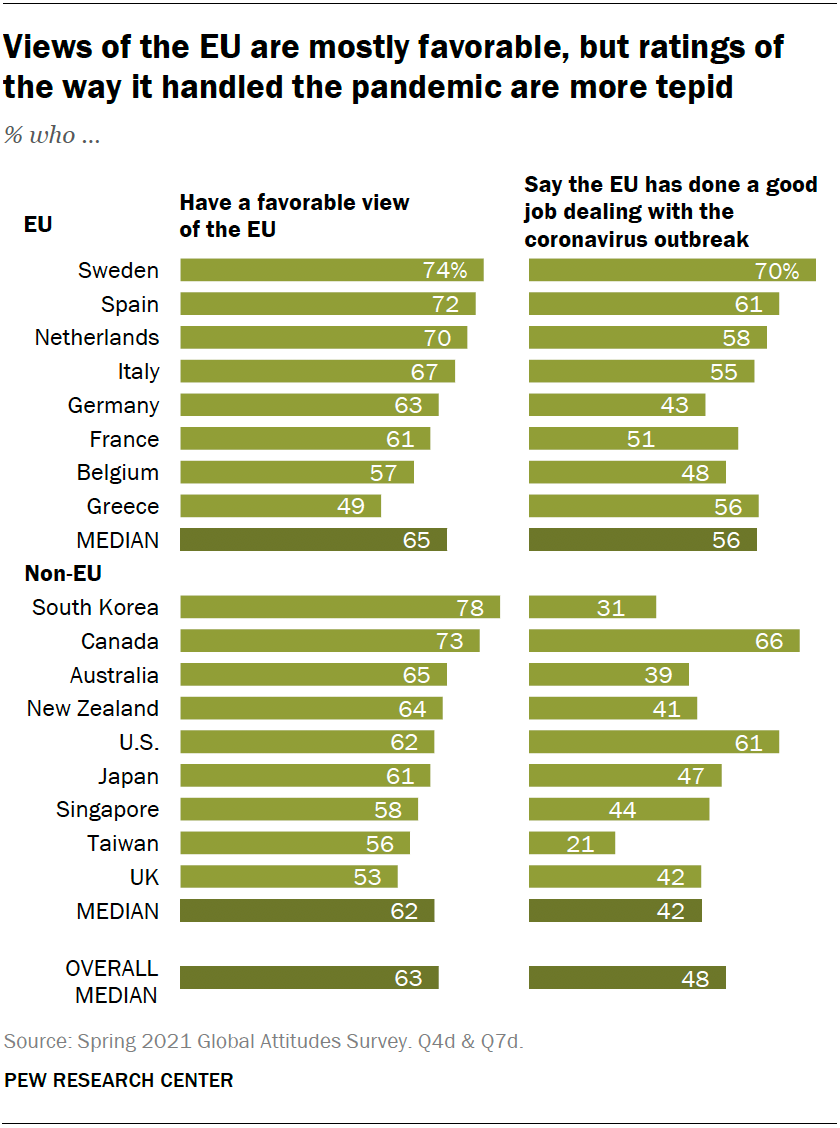 Views of the EU are mostly favorable, but ratings of
the way it handled the pandemic are more tepid
% who ...
EU
Have a favorable view
of the EU
Say the EU has done a good
job dealing with the
coronavirus outbreak
Sweden 74% 70%
Spain 72 61
Netherlands 70 58
Italy 67 55
Germany 63 43
France 61 51
Belgium 57 48
Greece 49 56
MEDIAN 65 56
Non-EU
South Korea 78 31
Canada 73 66
Australia 65 39
New Zealand 64 41
U.S. 62 61
Japan 61 47
Singapore 58 44
Taiwan 56 21
UK 53 42
MEDIAN 62 42
OVERALL
MEDIAN 63 48
Source: Spring 2021 Global Attitudes Survey. Q4d & Q7d.
PEW RESEARCH CENTER